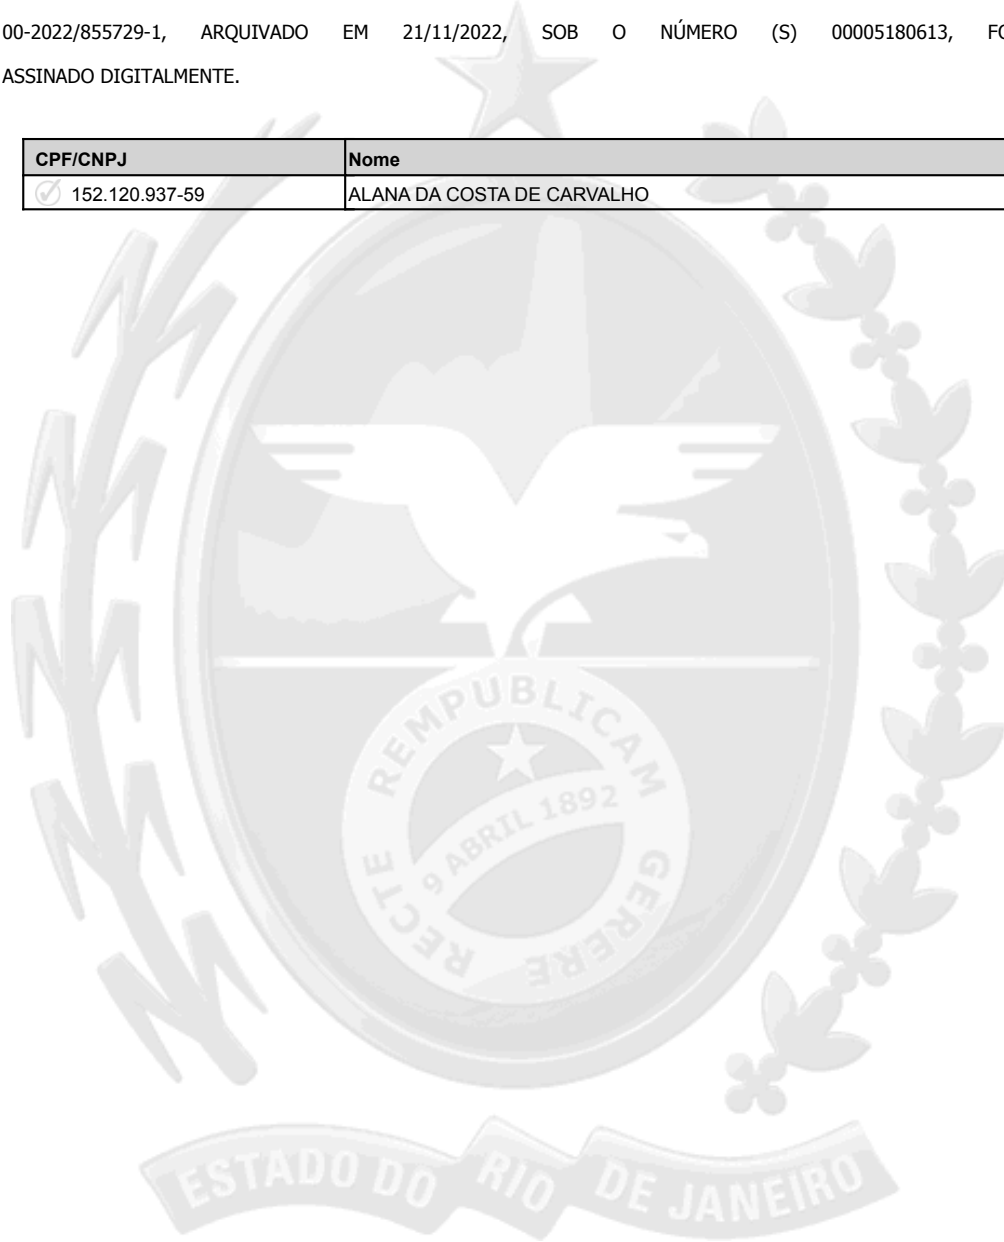 00-2022/855729-1, ARQUIVADO EM 21/11/2022, SOB O NÚMERO (S) 00005180613, FO
ASSINADO DIGITALMENTE.
CPF/CNPJ Nome
152.120.937-59 ALANA DA COSTA DE CARVALHO
RECTE REMPUBLICAM GERERE
9 ABRIL 1892
ESTADO DO RIO DE JANEIRO